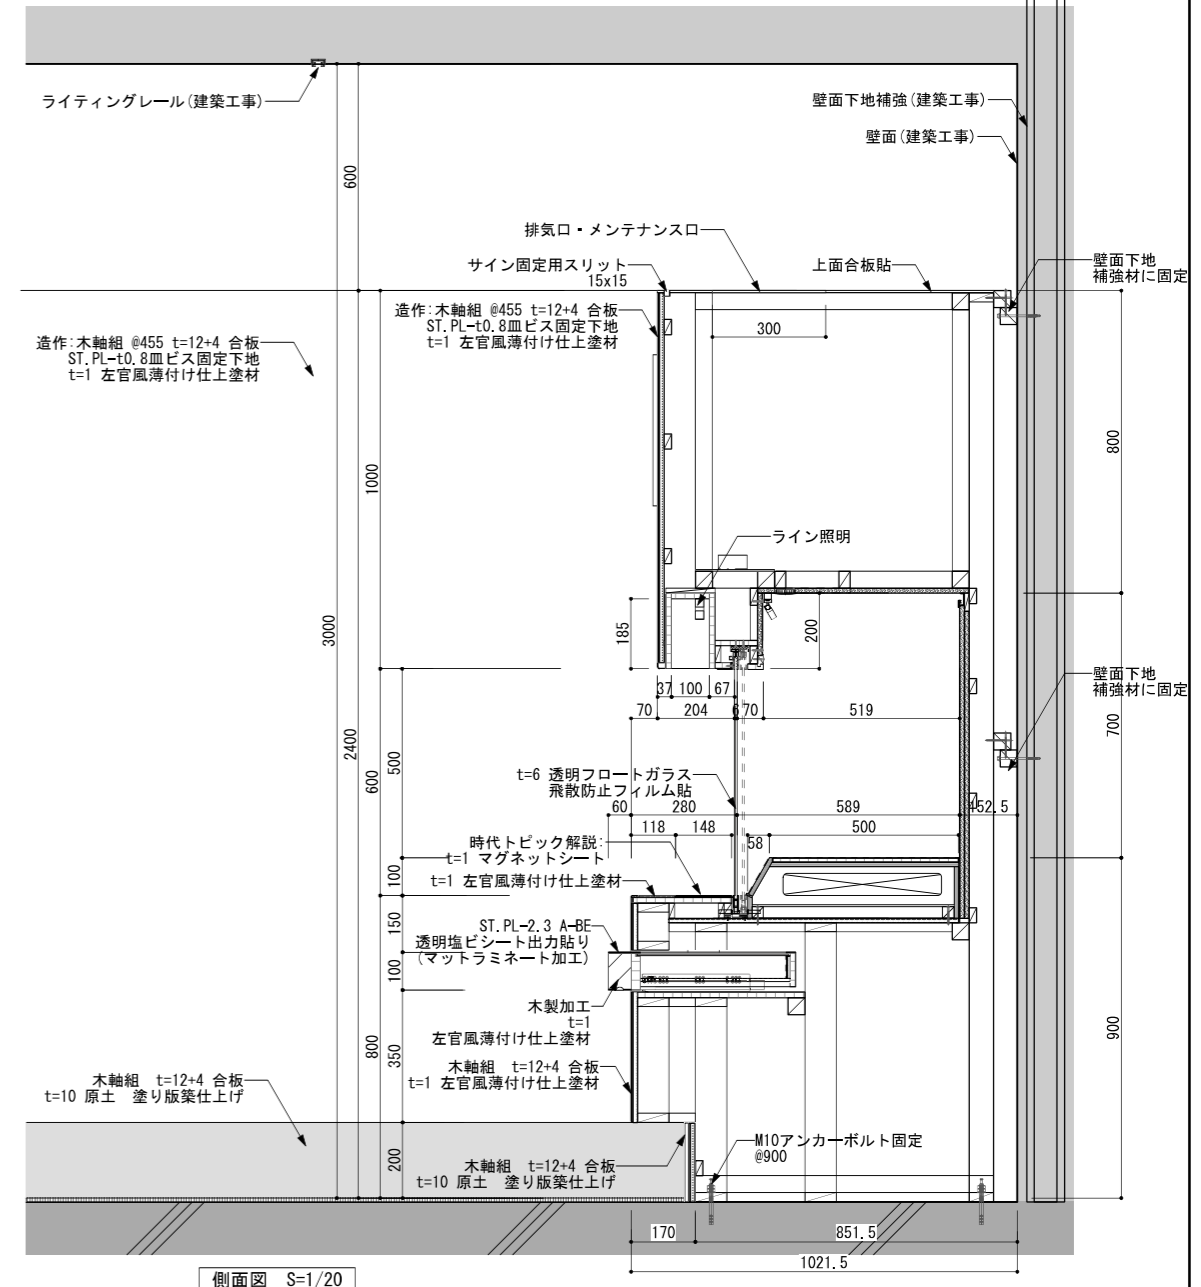 ライティングレール(建築工事)
壁面下地補強(建築工事)
壁面(建築工事)
600
排気口・メンテナンス口
サイン固定用スリット
15x15
上面合板貼
壁面下地
補強材に固定
造作:木軸組 @455 t=12+4 合板
ST.PL-t0.8皿ビス固定下地
t=1 左官風薄付け仕上塗材
造作:木軸組 @455 t=12+4 合板
ST.PL-t0.8皿ビス固定下地
t=1 左官風薄付け仕上塗材
300
800
1000
ライン照明
185
200
3000
壁面下地
補強材に固定
37 100 67
70 204 6 70 519
700
2400
600
500
t=6 透明フロートガラス
飛散防止フィルム貼
60 280 589 152.5
118 148 58 500
時代トピック解説:
t=1 マグネットシート
t=1 左官風薄付け仕上塗材
100
150
ST.PL-2.3 A-BE
透明塩ビシート出力貼り
(マットラミネート加工)
100
木製加工
t=1
左官風薄付け仕上塗材
800
350
900
木軸組 t=12+4 合板
t=1 左官風薄付け仕上塗材
木軸組 t=12+4 合板
t=10 原土 塗り版築仕上げ
M10アンカーボルト固定
@900
200
木軸組 t=12+4 合板
t=10 原土 塗り版築仕上げ
170 851.5
1021.5
側面図 S=1/20